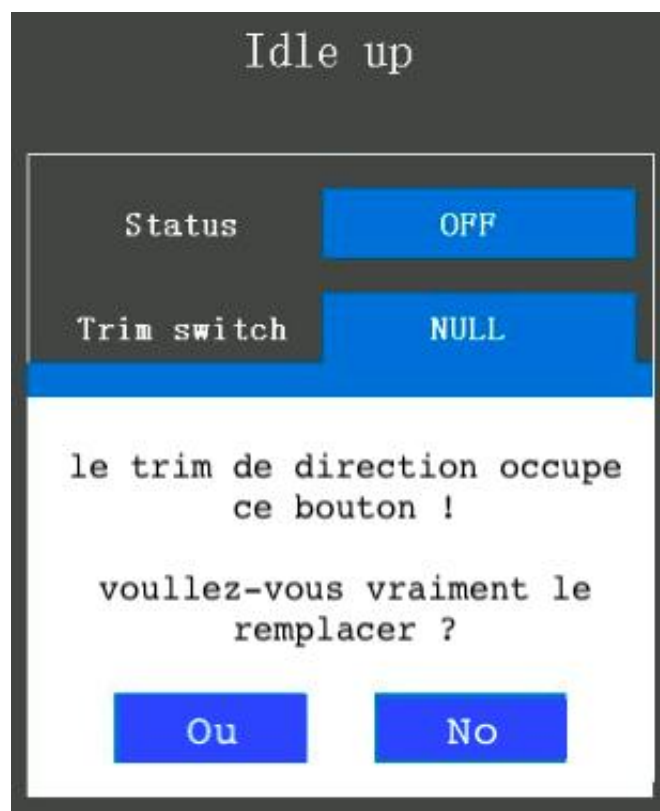 Idle up
Status OFF
Trim switch NULL
le trim de direction occupe
ce bouton !
voullez-vous vraiment le
remplacer ?
Ou No